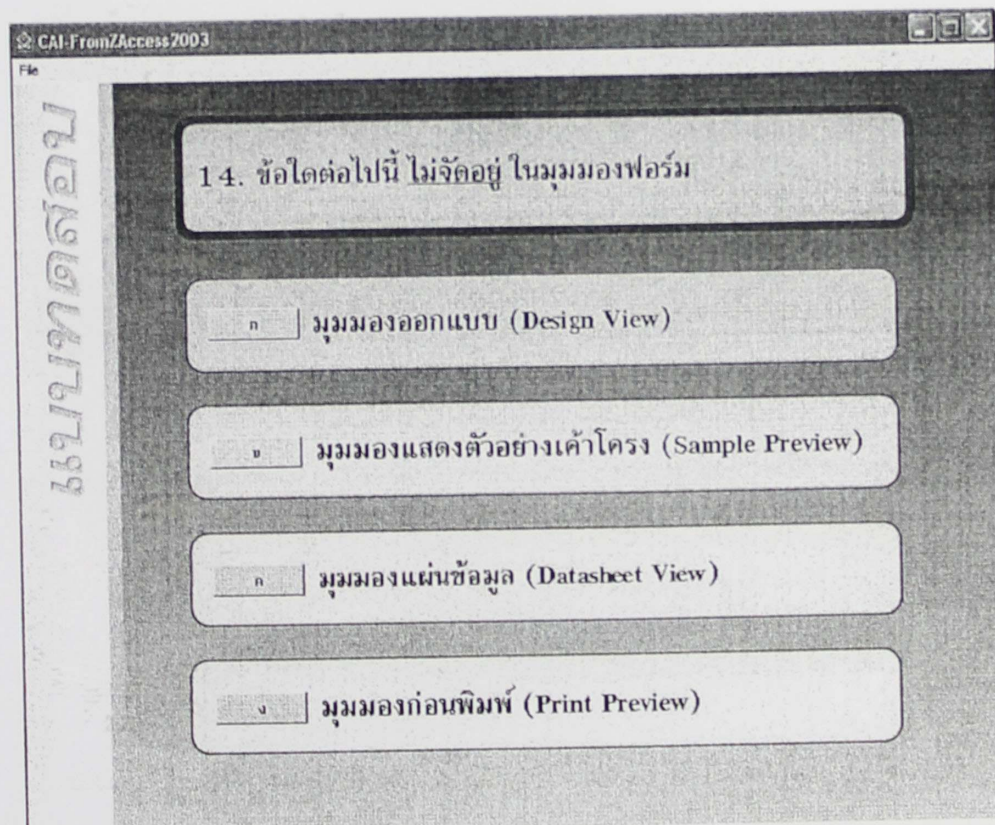 CAI-FromZAccess2003
File
แบบทดสอบ
14. ข้อใดต่อไปนี้ ไม่จัดอยู่ ในมุมมองฟอร์ม
ก มุมมองออกแบบ (Design View)
ข มุมมองแสดงตัวอย่างเค้าโครง (Sample Preview)
ค มุมมองแผ่นข้อมูล (Datasheet View)
ง มุมมองก่อนพิมพ์ (Print Preview)